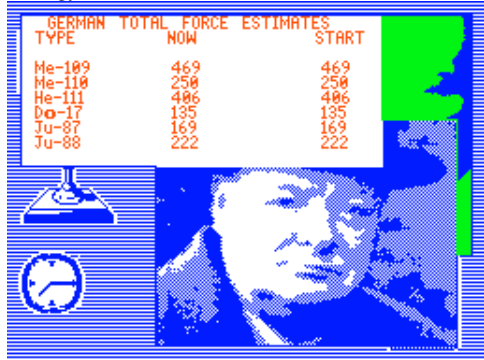 GERMAN TOTAL FORCE ESTIMATES
TYPE NOW START
Me-109 469 469
Me-110 250 250
He-111 406 406
Do-17 135 135
Ju-87 169 169
Ju-88 222 222